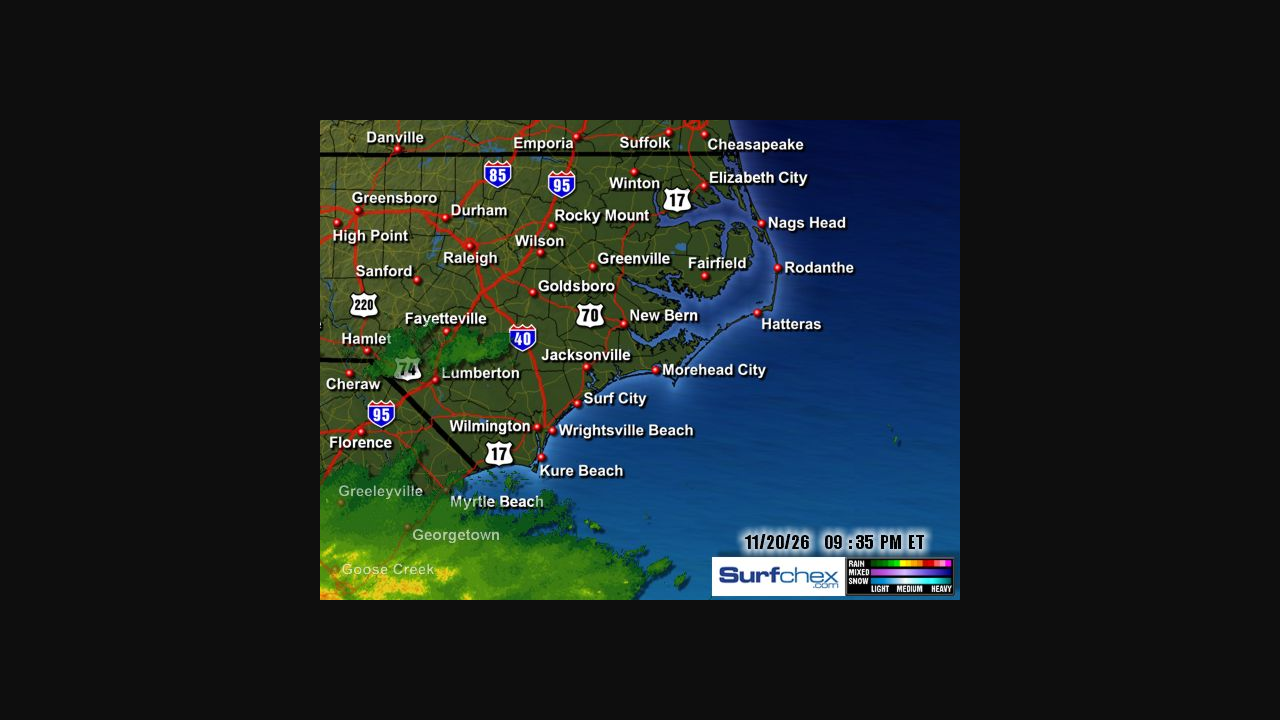 Danville
Emporia
Suffolk
Cheasapeake
85
95
Winton
17
Elizabeth City
Greensboro
Durham
Rocky Mount
Nags Head
High Point
Raleigh
Wilson
Greenville
Fairfield
Rodanthe
Sanford
Goldsboro
220
Fayetteville
70
New Bern
Hatteras
Hamlet
40
Jacksonville
74
Lumberton
Morehead City
Cheraw
95
Surf City
Florence
Wilmington
Wrightsville Beach
17
Kure Beach
Greeleyville
Myrtle Beach
Georgetown
11/20/26 09 :35 PM ET
Goose Creek
Surfchex
.com
RAIN
MIXED
SNOW
LIGHT MEDIUM HEAVY